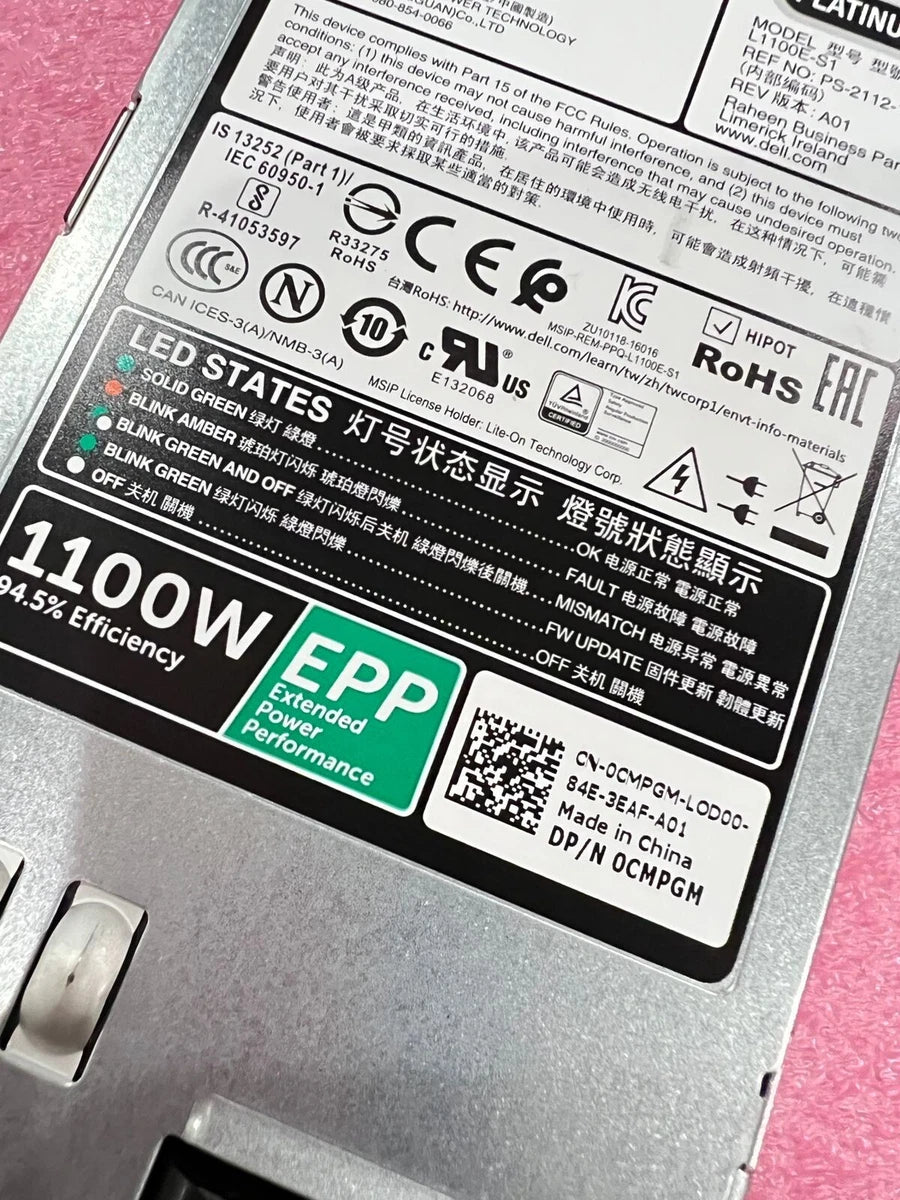 中國製造)
POWER TECHNOLOGY
GUAN)Co.,LTD
080-854-0066
PLATINU
MODEL 型号 型號
L1100E-S1
REF NO: PS-2112-
(内部编码)
REV 版本: A01
Raheen Business Par
Limerick Ireland
www.dell.com
This device complies with Part 15 of the FCC Rules. Operation is subject to the following two
conditions: (1) this device may not cause harmful interference, and (2) this device must
accept any interference received, including interference that may cause undesired operation.
声明: 此为A级产品, 在生活环境中, 该产品可能会造成无线电干扰, 在这种情况下, 可能需
要用户对其干扰采取切实可行的措施.
警告使用者: 這是甲類的資訊產品, 在居住的環境中使用時, 可能會造成射頻干擾, 在這種情
況下, 使用者會被要求採取某些適當的對策.
IS 13252 (Part 1)/
IEC 60950-1
R-41053597
R33275
RoHS
CE
台灣RoHS: http://www.dell.com/learn/tw/zh/twcorp1/envt-info-materials
KC
ZU10118-16016
MSIP-REM-PPQ-L1100E-S1
HIPOT
RoHS
EAC
CCC
S&E
N
10
c RU US
®
E132068
TÜVRheinland
CERTIFIED
CAN ICES-3(A)/NMB-3(A)
MSIP License Holder: Lite-On Technology Corp.
LED STATES 灯号状态显示 燈號狀態顯示
SOLID GREEN 绿灯 綠燈 OK 电源正常 電源正常
BLINK AMBER 琥珀灯闪烁 琥珀燈閃爍 FAULT 电源故障 電源故障
BLINK GREEN AND OFF 绿灯闪烁后关机 綠燈閃爍後關機 MISMATCH 电源异常 電源異常
BLINK GREEN 绿灯闪烁 綠燈閃爍 FW UPDATE 固件更新 韌體更新
OFF 关机 關機 OFF 关机 關機
1100W
94.5% Efficiency
EPP
Extended
Power
Performance
CN-0CMPGM-LOD00-
84E-3EAF-A01
Made in China
DP/N 0CMPGM